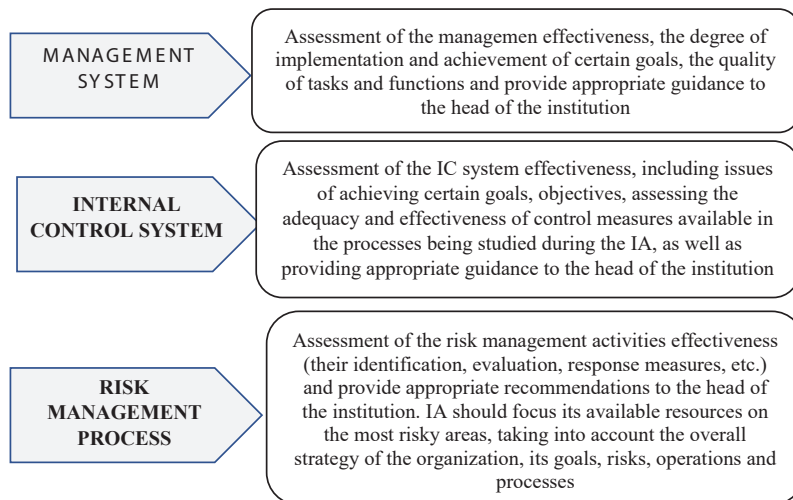 MANAGEMENT
SYSTEM
Assessment of the managemen effectiveness, the degree of
implementation and achievement of certain goals, the quality
of tasks and functions and provide appropriate guidance to
the head of the institution
INTERNAL
CONTROL SYSTEM
Assessment of the IC system effectiveness, including issues
of achieving certain goals, objectives, assessing the
adequacy and effectiveness of control measures available in
the processes being studied during the IA, as well as
providing appropriate guidance to the head of the institution
RISK
MANAGEMENT
PROCESS
Assessment of the risk management activities effectiveness
(their identification, evaluation, response measures, etc.)
and provide appropriate recommendations to the head of
the institution. IA should focus its available resources on
the most risky areas, taking into account the overall
strategy of the organization, its goals, risks, operations and
processes